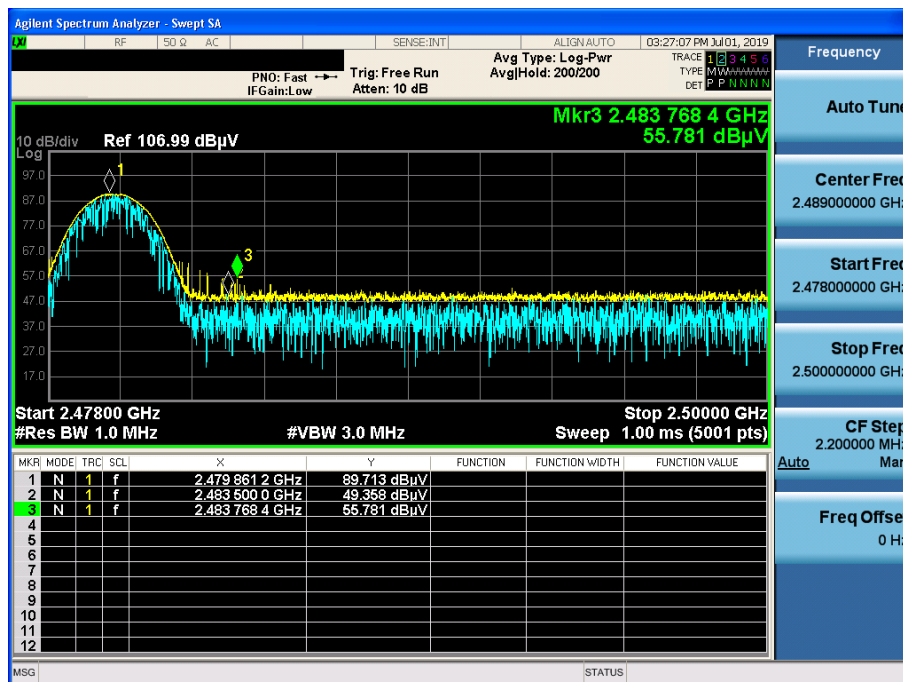 Agilent Spectrum Analyzer - Swept SA
LXI RF 50 Ω AC SENSE:INT ALIGN AUTO 03:27:07 PM Jul 01, 2019
Frequency
PNO: Fast Trig: Free Run Avg Type: Log-Pwr TRACE 1 2 3 4 5 6
IFGain:Low Atten: 10 dB Avg|Hold: 200/200 TYPE M W
DET P P N N N N
Auto Tune
Mkr3 2.483 768 4 GHz
55.781 dBµV
10 dB/div Ref 106.99 dBµV
Log
97.0
87.0
77.0
67.0
57.0
47.0
37.0
27.0
17.0
1
3
Center Freq
2.489000000 GHz
Start Freq
2.478000000 GHz
Stop Freq
2.500000000 GHz
Start 2.47800 GHz Stop 2.50000 GHz
#Res BW 1.0 MHz #VBW 3.0 MHz Sweep 1.00 ms (5001 pts)
CF Step
2.200000 MHz
Auto Man
MKR MODE TRC SCL X Y FUNCTION FUNCTION WIDTH FUNCTION VALUE
1 N 1 f 2.479 861 2 GHz 89.713 dBµV
2 N 1 f 2.483 500 0 GHz 49.358 dBµV
3 N 1 f 2.483 768 4 GHz 55.781 dBµV
4
5
6
7
8
9
10
11
12
Freq Offset
0 Hz
MSG STATUS